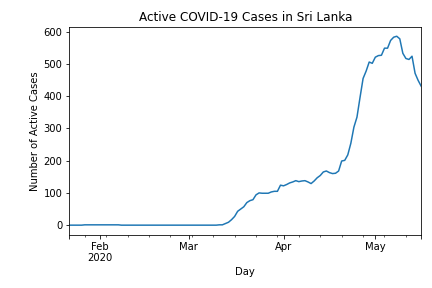 Active COVID-19 Cases in Sri Lanka
Number of Active Cases
600
500
400
300
200
100
0
Feb
2020
Mar
Apr
May
Day